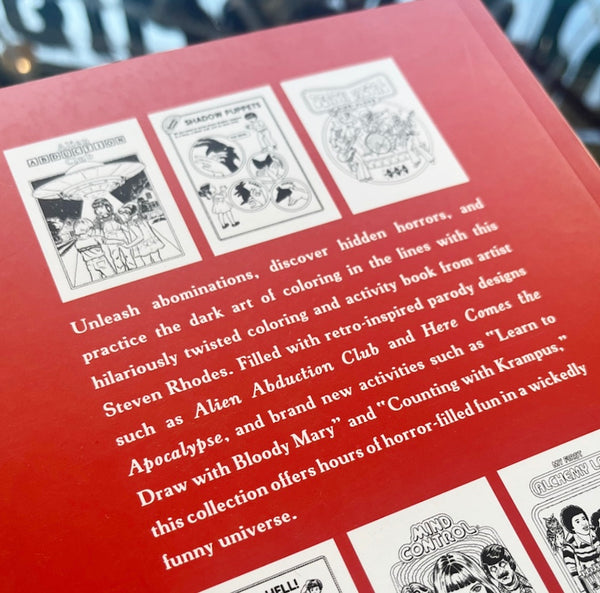 Alien
ABDUCTION
Club
SHADOW PUPPETS
Unleash abominations, discover hidden horrors, and
practice the dark art of coloring in the lines with this
hilariously twisted coloring and activity book from artist
Steven Rhodes. Filled with retro-inspired parody designs
such as Alien Abduction Club and Here Comes the
Apocalypse, and brand new activities such as "Learn to
Draw with Bloody Mary" and "Counting with Krampus,"
this collection offers hours of horror-filled fun in a wickedly
funny universe.
MY FIRST
ALCHEMY
MIND
CONTROL
HELL!